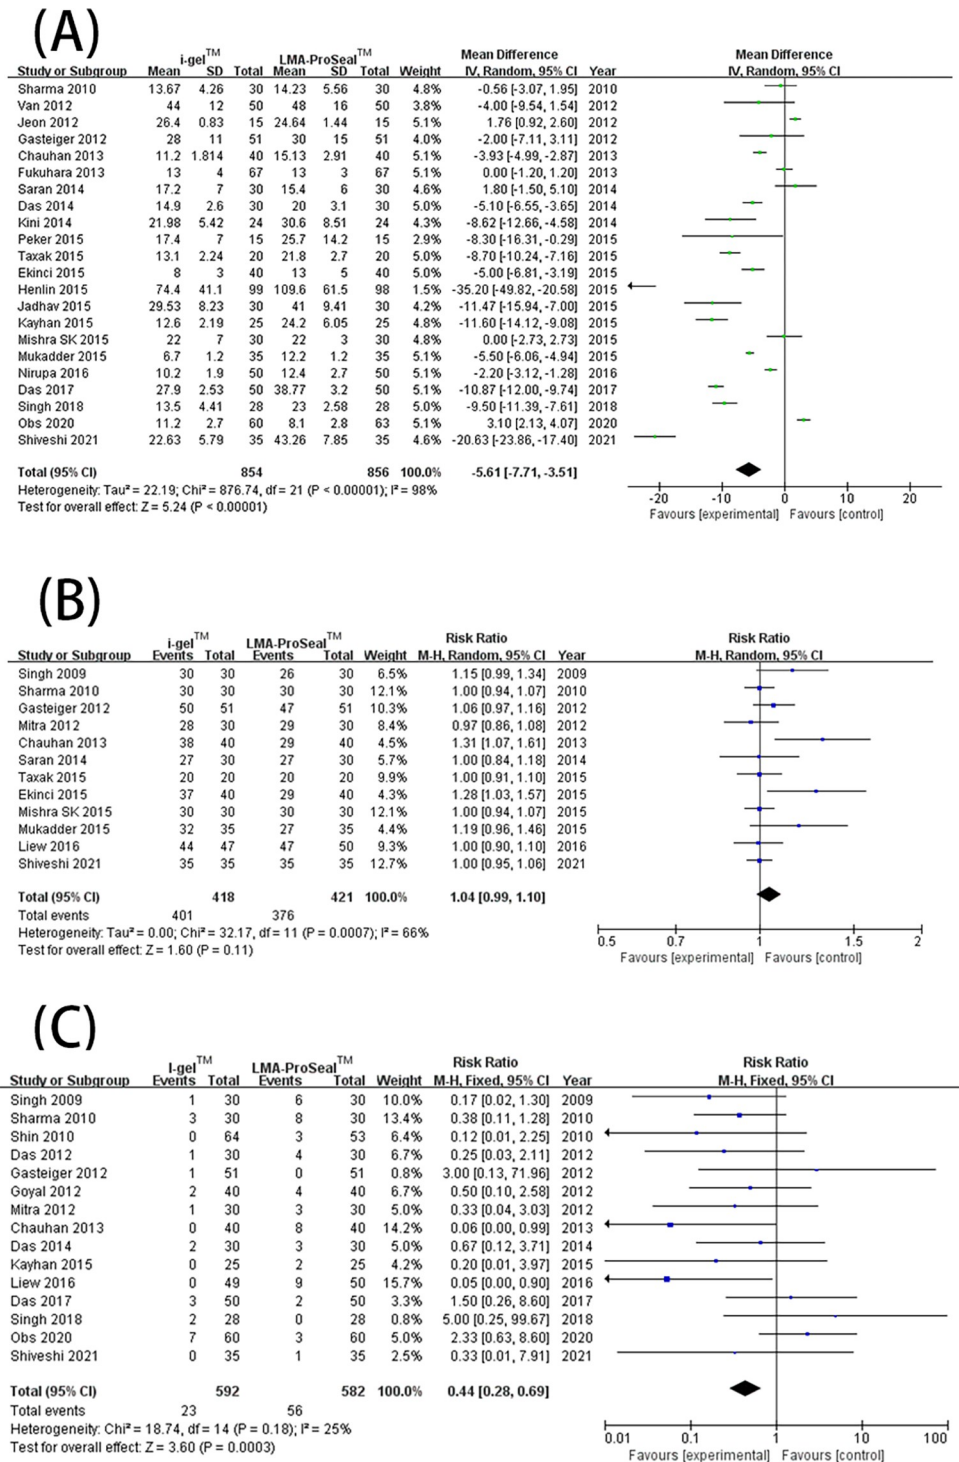 (A)
i-gel™ LMA-ProSeal™ Mean Difference Mean Difference
Study or Subgroup Mean SD Total Mean SD Total Weight IV, Random, 95% CI Year IV, Random, 95% CI
Sharma 2010 13.67 4.26 30 14.23 5.56 30 4.8% -0.56 [-3.07, 1.95] 2010
Van 2012 44 12 50 48 16 50 3.8% -4.00 [-9.54, 1.54] 2012
Jeon 2012 26.4 0.83 15 24.64 1.44 15 5.1% 1.76 [0.92, 2.60] 2012
Gasteiger 2012 28 11 51 30 15 51 4.0% -2.00 [-7.11, 3.11] 2012
Chauhan 2013 11.2 1.814 40 15.13 2.91 40 5.1% -3.93 [-4.99, -2.87] 2013
Fukuhara 2013 13 4 67 13 3 67 5.1% 0.00 [-1.20, 1.20] 2013
Saran 2014 17.2 7 30 15.4 6 30 4.6% 1.80 [-1.50, 5.10] 2014
Das 2014 14.9 2.6 30 20 3.1 30 5.0% -5.10 [-6.55, -3.65] 2014
Kini 2014 21.98 5.42 24 30.6 8.51 24 4.3% -8.62 [-12.66, -4.58] 2014
Peker 2015 17.4 7 15 25.7 14.2 15 2.9% -8.30 [-16.31, -0.29] 2015
Taxak 2015 13.1 2.24 20 21.8 2.7 20 5.0% -8.70 [-10.24, -7.16] 2015
Ekinci 2015 8 3 40 13 5 40 5.0% -5.00 [-6.81, -3.19] 2015
Henlin 2015 74.4 41.1 99 109.6 61.5 98 1.5% -35.20 [-49.82, -20.58] 2015
Jadhav 2015 29.53 8.23 30 41 9.41 30 4.2% -11.47 [-15.94, -7.00] 2015
Kayhan 2015 12.6 2.19 25 24.2 6.05 25 4.8% -11.60 [-14.12, -9.08] 2015
Mishra SK 2015 22 7 30 22 3 30 4.8% 0.00 [-2.73, 2.73] 2015
Mukadder 2015 6.7 1.2 35 12.2 1.2 35 5.1% -5.50 [-6.06, -4.94] 2015
Nirupa 2016 10.2 1.9 50 12.4 2.7 50 5.1% -2.20 [-3.12, -1.28] 2016
Das 2017 27.9 2.53 50 38.77 3.2 50 5.1% -10.87 [-12.00, -9.74] 2017
Singh 2018 13.5 4.41 28 23 2.58 28 5.0% -9.50 [-11.39, -7.61] 2018
Obs 2020 11.2 2.7 60 8.1 2.8 63 5.1% 3.10 [2.13, 4.07] 2020
Shiveshi 2021 22.63 5.79 35 43.26 7.85 35 4.6% -20.63 [-23.86, -17.40] 2021
Total (95% CI) 854 856 100.0% -5.61 [-7.71, -3.51]
Heterogeneity: Tau² = 22.19; Chi² = 876.74, df = 21 (P < 0.00001); I² = 98%
Test for overall effect: Z = 5.24 (P < 0.00001)
-20 -10 0 10 20
Favours [experimental] Favours [control]
(B)
i-gel™ LMA-ProSeal™ Risk Ratio Risk Ratio
Study or Subgroup Events Total Events Total Weight M-H, Random, 95% CI Year M-H, Random, 95% CI
Singh 2009 30 30 26 30 6.5% 1.15 [0.99, 1.34] 2009
Sharma 2010 30 30 30 30 12.1% 1.00 [0.94, 1.07] 2010
Gasteiger 2012 50 51 47 51 10.3% 1.06 [0.97, 1.16] 2012
Mitra 2012 28 30 29 30 8.4% 0.97 [0.86, 1.08] 2012
Chauhan 2013 38 40 29 40 4.5% 1.31 [1.07, 1.61] 2013
Saran 2014 27 30 27 30 5.7% 1.00 [0.84, 1.18] 2014
Taxak 2015 20 20 20 20 9.9% 1.00 [0.91, 1.10] 2015
Ekinci 2015 37 40 29 40 4.3% 1.28 [1.03, 1.57] 2015
Mishra SK 2015 30 30 30 30 12.1% 1.00 [0.94, 1.07] 2015
Mukadder 2015 32 35 27 35 4.4% 1.19 [0.96, 1.46] 2015
Liew 2016 44 47 47 50 9.3% 1.00 [0.90, 1.10] 2016
Shiveshi 2021 35 35 35 35 12.7% 1.00 [0.95, 1.06] 2021
Total (95% CI) 418 421 100.0% 1.04 [0.99, 1.10]
Total events 401 376
Heterogeneity: Tau² = 0.00; Chi² = 32.17, df = 11 (P = 0.0007); I² = 66%
Test for overall effect: Z = 1.60 (P = 0.11)
0.5 0.7 1 1.5 2
Favours [experimental] Favours [control]
(C)
I-gel™ LMA-ProSeal™ Risk Ratio Risk Ratio
Study or Subgroup Events Total Events Total Weight M-H, Fixed, 95% CI Year M-H, Fixed, 95% CI
Singh 2009 1 30 6 30 10.0% 0.17 [0.02, 1.30] 2009
Sharma 2010 3 30 8 30 13.4% 0.38 [0.11, 1.28] 2010
Shin 2010 0 64 3 53 6.4% 0.12 [0.01, 2.25] 2010
Das 2012 1 30 4 30 6.7% 0.25 [0.03, 2.11] 2012
Gasteiger 2012 1 51 0 51 0.8% 3.00 [0.13, 71.96] 2012
Goyal 2012 2 40 4 40 6.7% 0.50 [0.10, 2.58] 2012
Mitra 2012 1 30 3 30 5.0% 0.33 [0.04, 3.03] 2012
Chauhan 2013 0 40 8 40 14.2% 0.06 [0.00, 0.99] 2013
Das 2014 2 30 3 30 5.0% 0.67 [0.12, 3.71] 2014
Kayhan 2015 0 25 2 25 4.2% 0.20 [0.01, 3.97] 2015
Liew 2016 0 49 9 50 15.7% 0.05 [0.00, 0.90] 2016
Das 2017 3 50 2 50 3.3% 1.50 [0.26, 8.60] 2017
Singh 2018 2 28 0 28 0.8% 5.00 [0.25, 99.67] 2018
Obs 2020 7 60 3 60 5.0% 2.33 [0.63, 8.60] 2020
Shiveshi 2021 0 35 1 35 2.5% 0.33 [0.01, 7.91] 2021
Total (95% CI) 592 582 100.0% 0.44 [0.28, 0.69]
Total events 23 56
Heterogeneity: Chi² = 18.74, df = 14 (P = 0.18); I² = 25%
Test for overall effect: Z = 3.60 (P = 0.0003)
0.01 0.1 1 10 100
Favours [experimental] Favours [control]